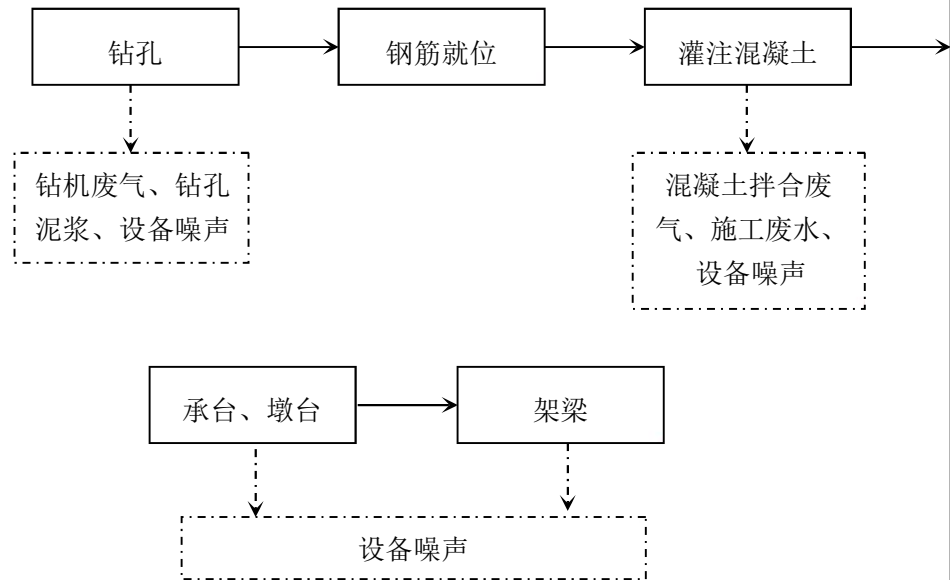 钻孔
钢筋就位
灌注混凝土
钻机废气、钻孔
泥浆、设备噪声
混凝土拌合废
气、施工废水、
设备噪声
承台、墩台
架梁
设备噪声